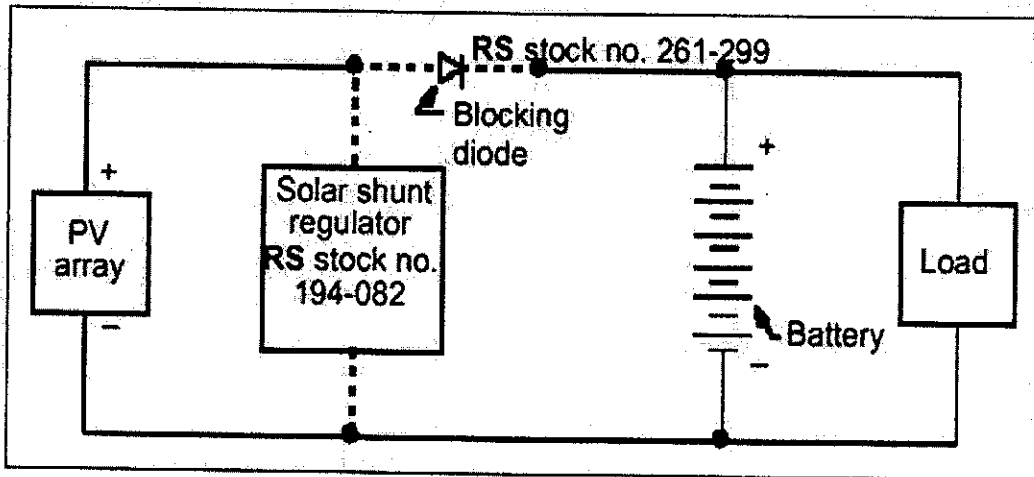 RS stock no. 261-299
Blocking
diode
+
Solar shunt
regulator
RS stock no.
194-082
PV
array
−
+
Load
Battery
−